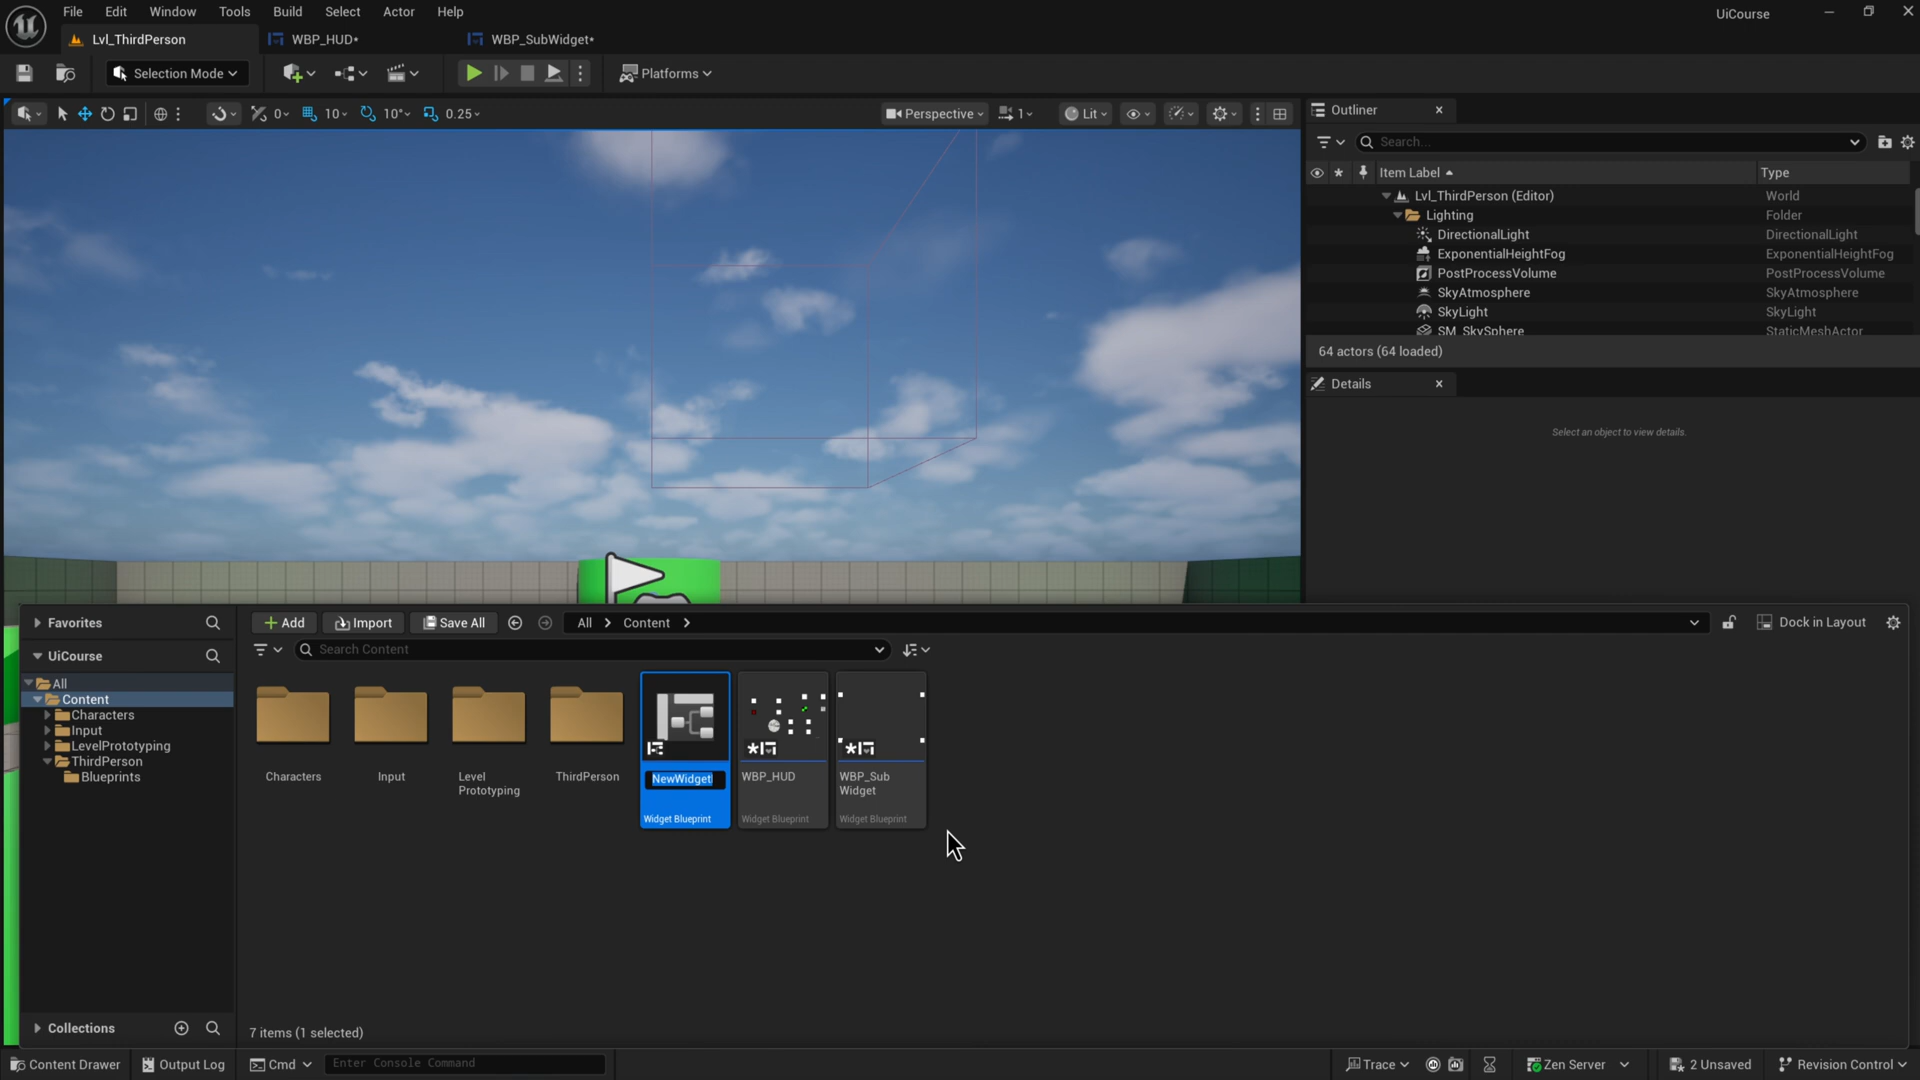 File Edit Window Tools Build Select Actor Help
UiCourse
Lvl_ThirdPerson
WBP_HUD*
WBP_SubWidget*
Selection Mode
Platforms
0
10
10°
0.25
Perspective
1
Lit
Outliner
Search...
Item Label
Type
Lvl_ThirdPerson (Editor) World
Lighting Folder
DirectionalLight DirectionalLight
ExponentialHeightFog ExponentialHeightFog
PostProcessVolume PostProcessVolume
SkyAtmosphere SkyAtmosphere
SkyLight SkyLight
SM_SkySphere StaticMeshActor
64 actors (64 loaded)
Details
Select an object to view details.
Favorites
UiCourse
All
Content
Characters
Input
LevelPrototyping
ThirdPerson
Blueprints
Collections
Add
Import
Save All
All
Content
Dock in Layout
Search Content
Characters
Input
Level
Prototyping
ThirdPerson
NewWidget
Widget Blueprint
WBP_HUD
Widget Blueprint
WBP_Sub
Widget
Widget Blueprint
7 items (1 selected)
Content Drawer
Output Log
Cmd
Enter Console Command
Trace
Zen Server
2 Unsaved
Revision Control